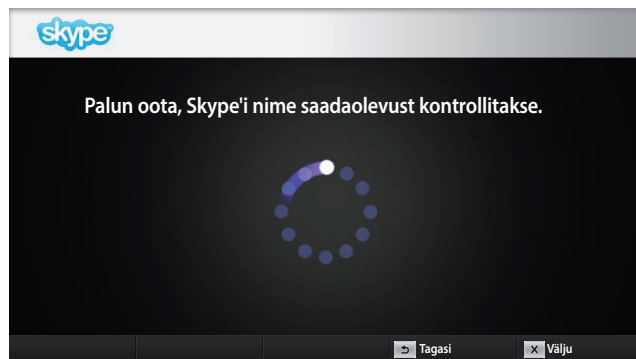 skype
Palun oota, Skype'i nime saadaolevust kontrollitakse.
Tagasi
X Välju